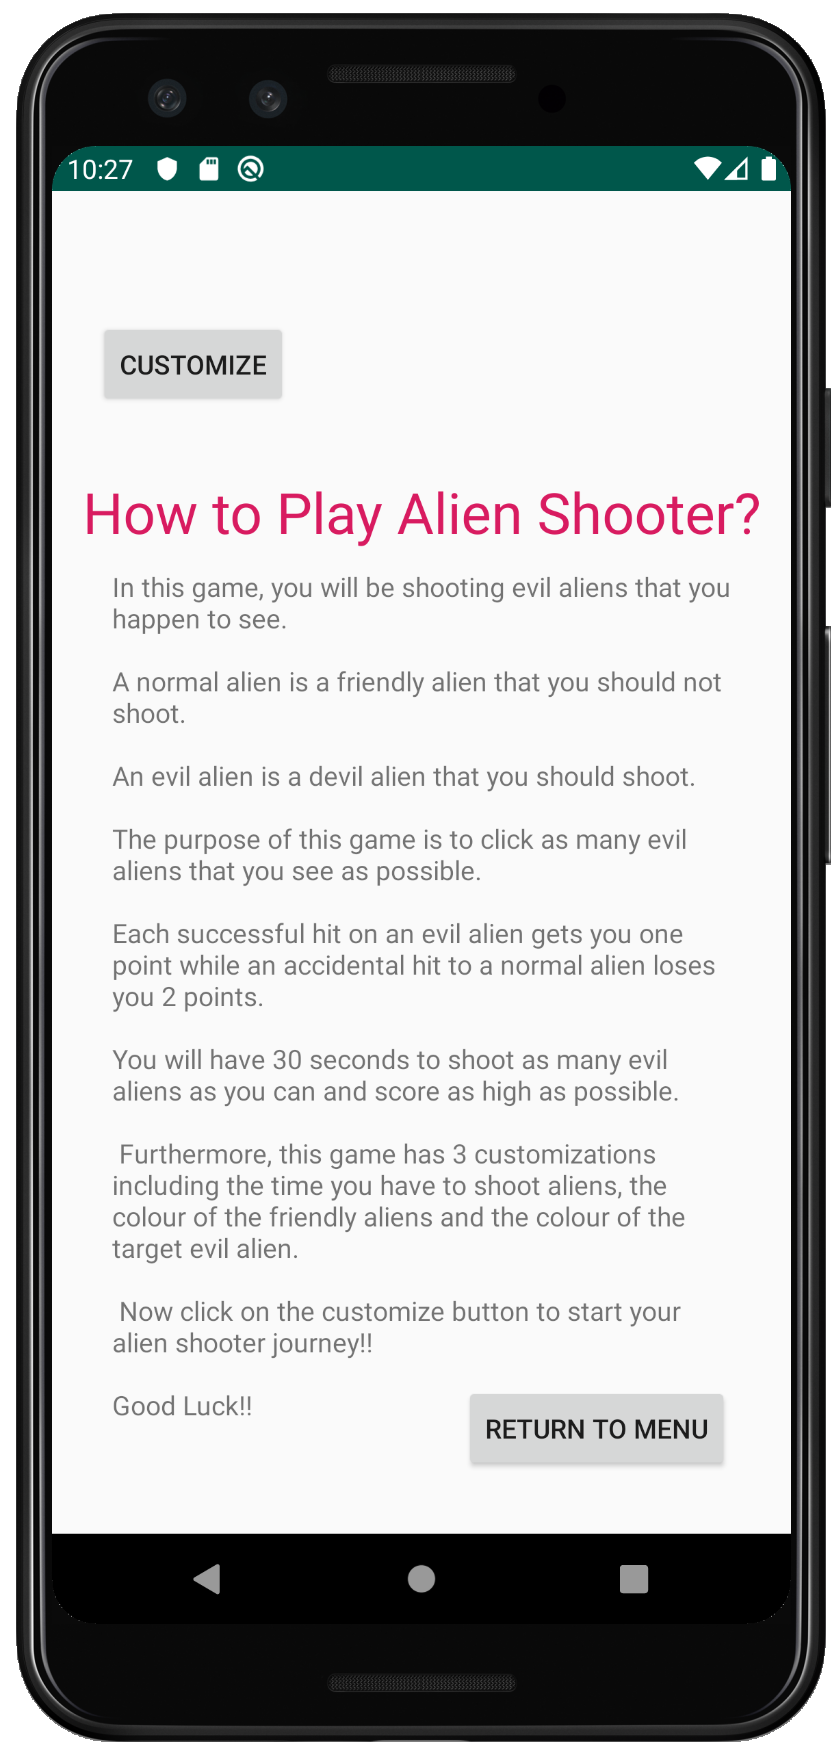 10:27
CUSTOMIZE
How to Play Alien Shooter?
In this game, you will be shooting evil aliens that you
happen to see.
A normal alien is a friendly alien that you should not
shoot.
An evil alien is a devil alien that you should shoot.
The purpose of this game is to click as many evil
aliens that you see as possible.
Each successful hit on an evil alien gets you one
point while an accidental hit to a normal alien loses
you 2 points.
You will have 30 seconds to shoot as many evil
aliens as you can and score as high as possible.
Furthermore, this game has 3 customizations
including the time you have to shoot aliens, the
colour of the friendly aliens and the colour of the
target evil alien.
Now click on the customize button to start your
alien shooter journey!!
Good Luck!!
RETURN TO MENU